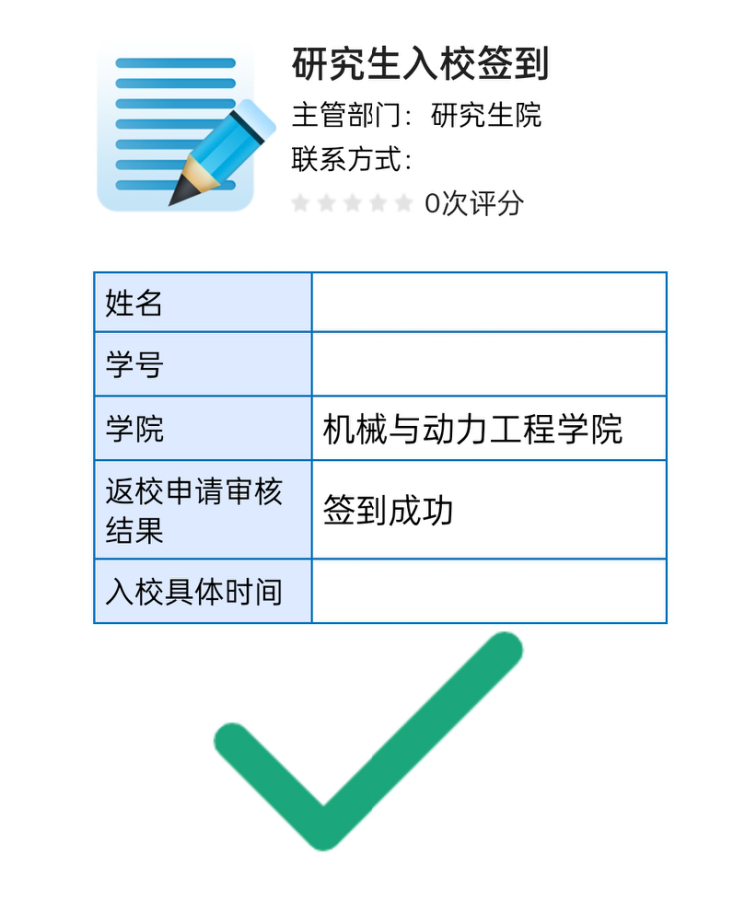 研究生入校签到
主管部门：研究生院
联系方式：
0次评分
姓名
学号
学院 机械与动力工程学院
返校申请审核
结果
签到成功
入校具体时间